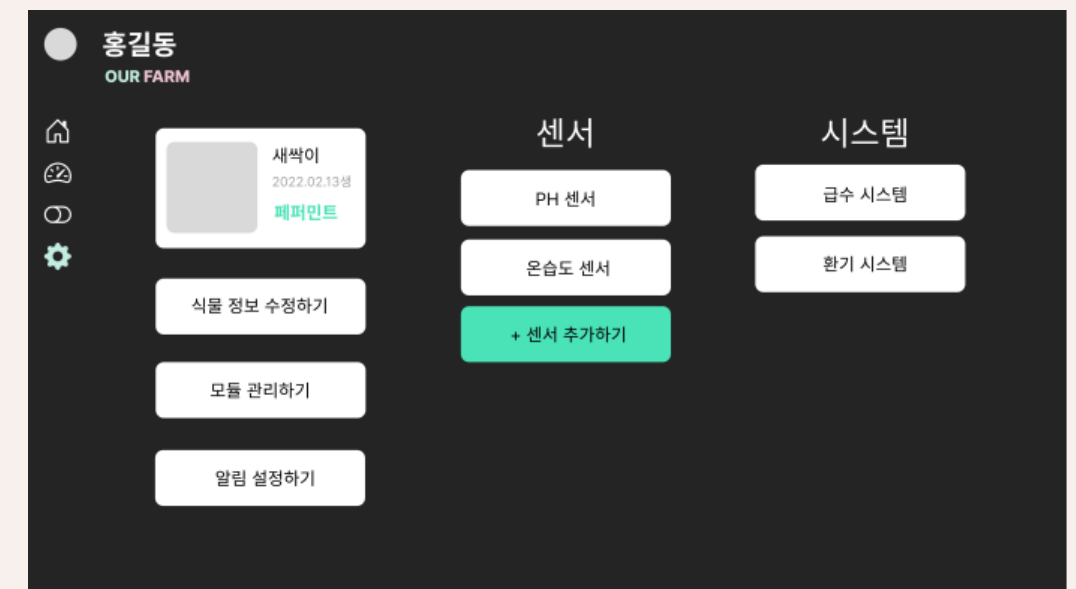 홍길동
OUR FARM
새싹이
2022.02.13생
페퍼민트
식물 정보 수정하기
모듈 관리하기
알림 설정하기
센서
PH 센서
온습도 센서
+ 센서 추가하기
시스템
급수 시스템
환기 시스템